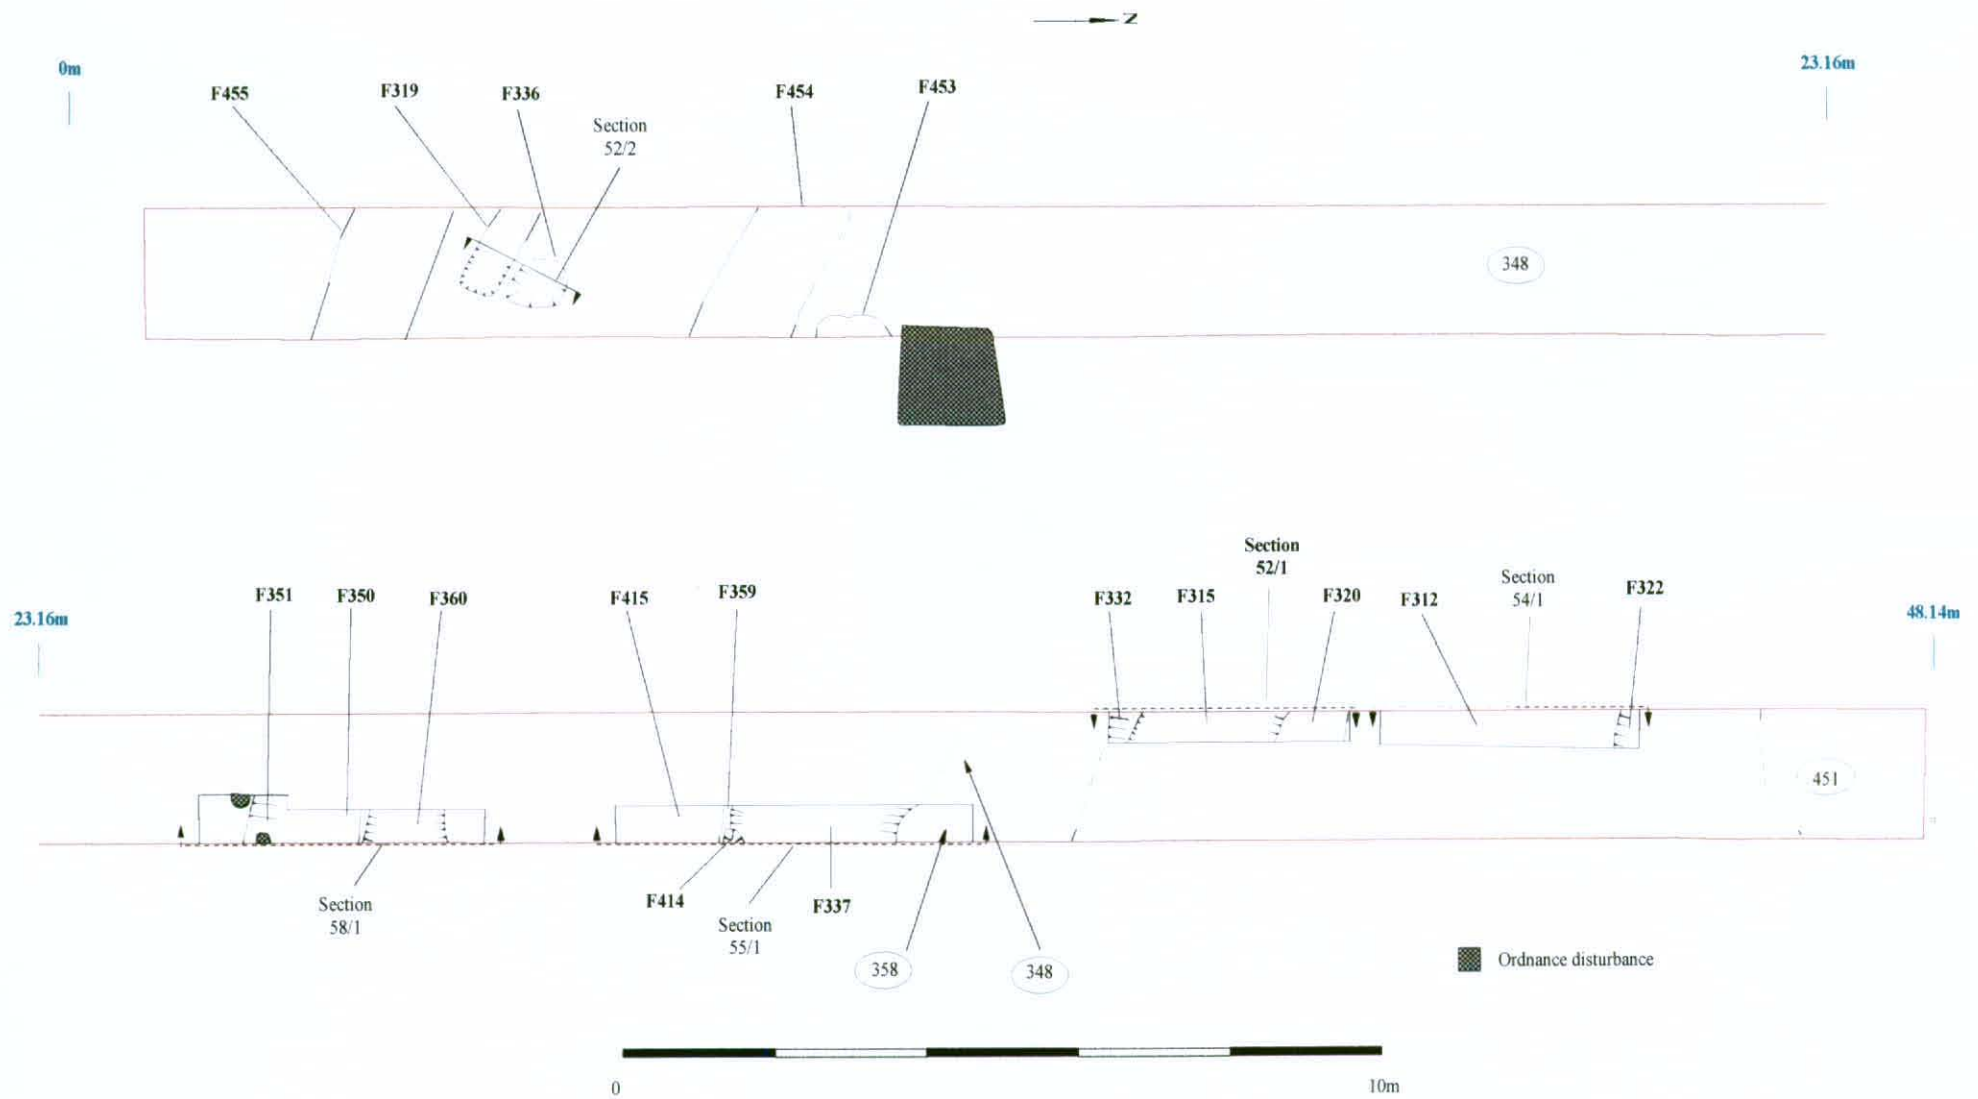 N
0m
23.16m
F455
F319
F336
F454
F453
Section
52/2
348
Section
52/1
Section
54/1
23.16m
F351
F350
F360
F415
F359
F332
F315
F320
F312
F322
48.14m
451
Section
58/1
F414
Section
55/1
F337
358
348
Ordnance disturbance
0
10m